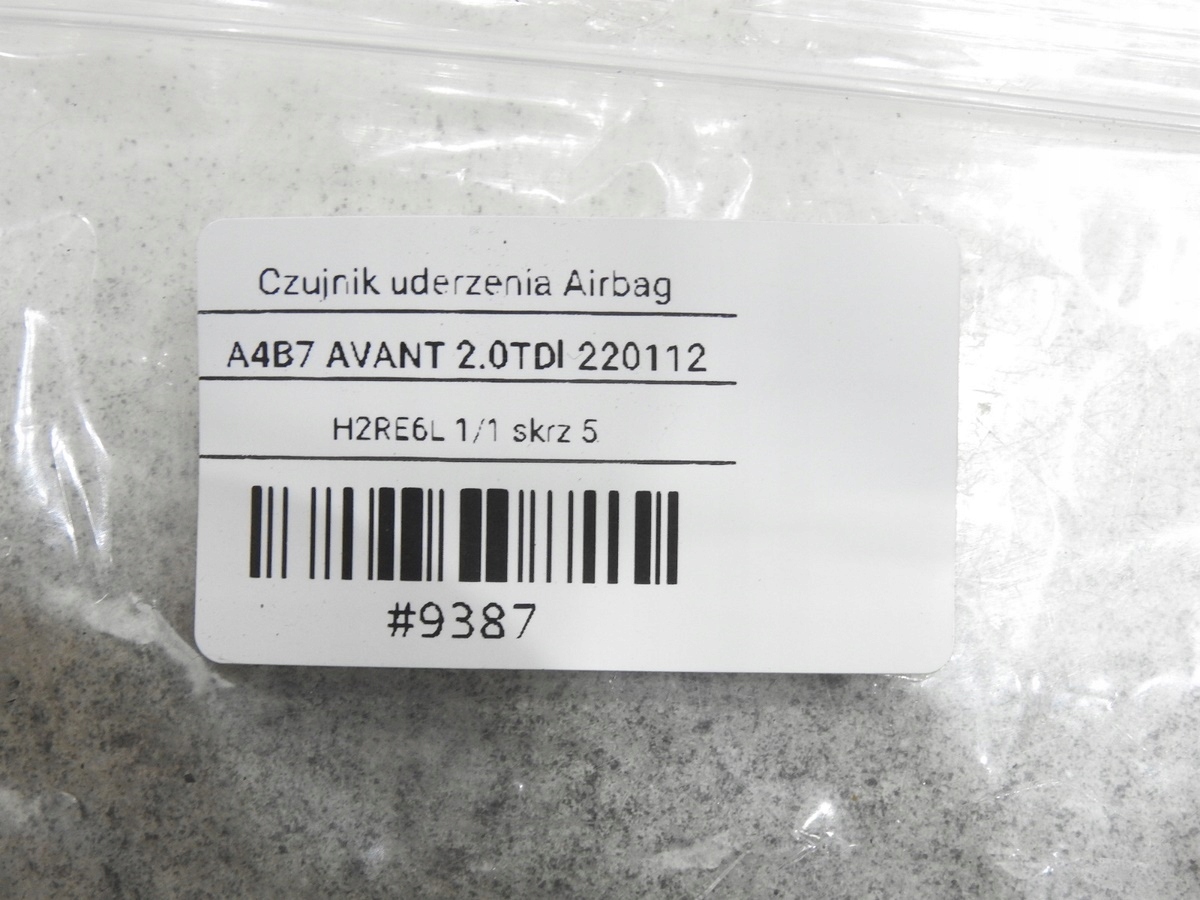 Czujnik uderzenia Airbag
A4B7 AVANT 2.0TDI 220112
H2RE6L 1/1 skrz 5
#9387